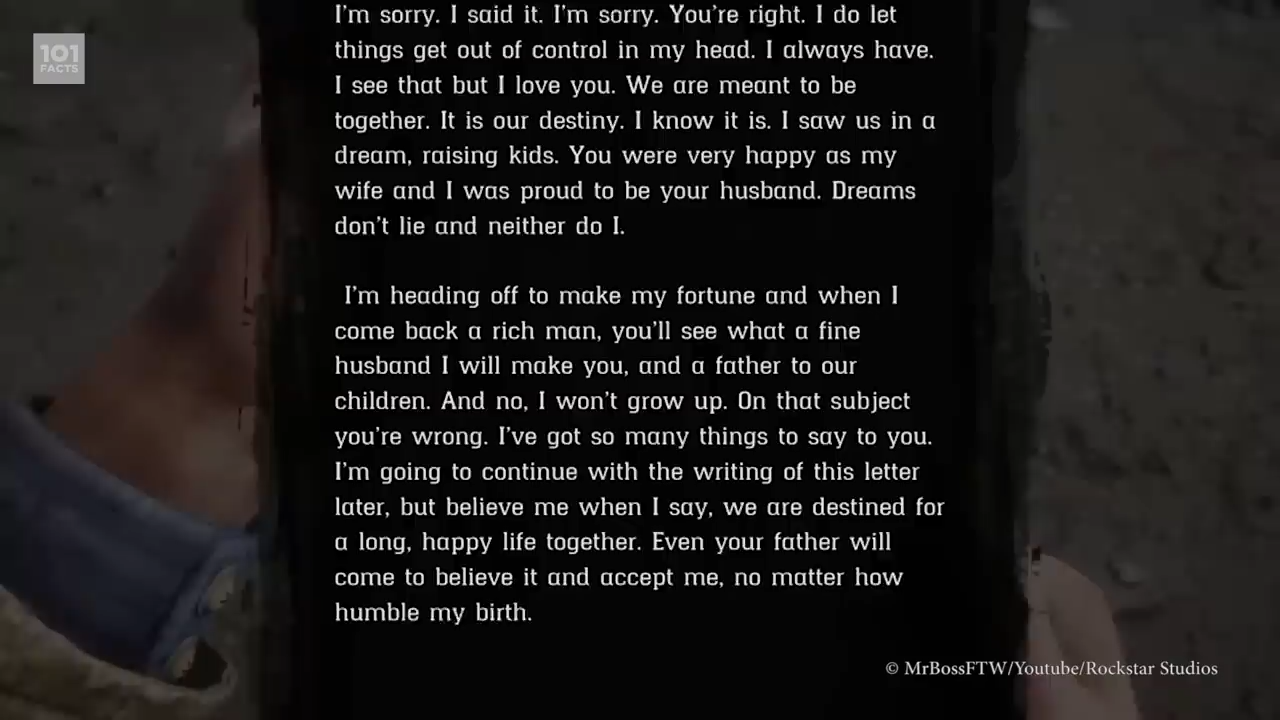 101
FACTS
I'm sorry. I said it. I'm sorry. You're right. I do let
things get out of control in my head. I always have.
I see that but I love you. We are meant to be
together. It is our destiny. I know it is. I saw us in a
dream, raising kids. You were very happy as my
wife and I was proud to be your husband. Dreams
don't lie and neither do I.
I'm heading off to make my fortune and when I
come back a rich man, you'll see what a fine
husband I will make you, and a father to our
children. And no, I won't grow up. On that subject
you're wrong. I've got so many things to say to you.
I'm going to continue with the writing of this letter
later, but believe me when I say, we are destined for
a long, happy life together. Even your father will
come to believe it and accept me, no matter how
humble my birth.
© MrBossFTW/Youtube/Rockstar Studios